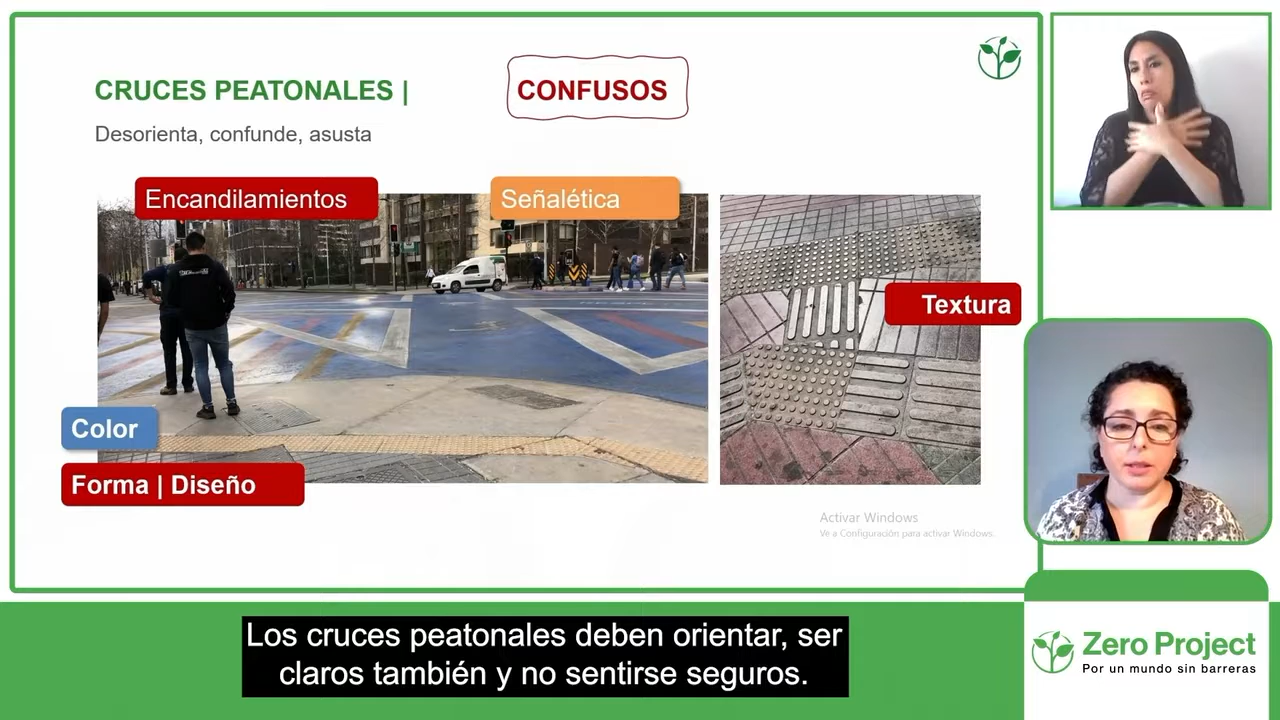 CRUCES PEATONALES |
CONFUSOS
Desorienta, confunde, asusta
Encandilamientos
Señalética
Textura
Color
Forma | Diseño
Activar Windows
Ve a Configuración para activar Windows.
Los cruces peatonales deben orientar, ser
claros también y no sentirse seguros.
Zero Project
Por un mundo sin barreras